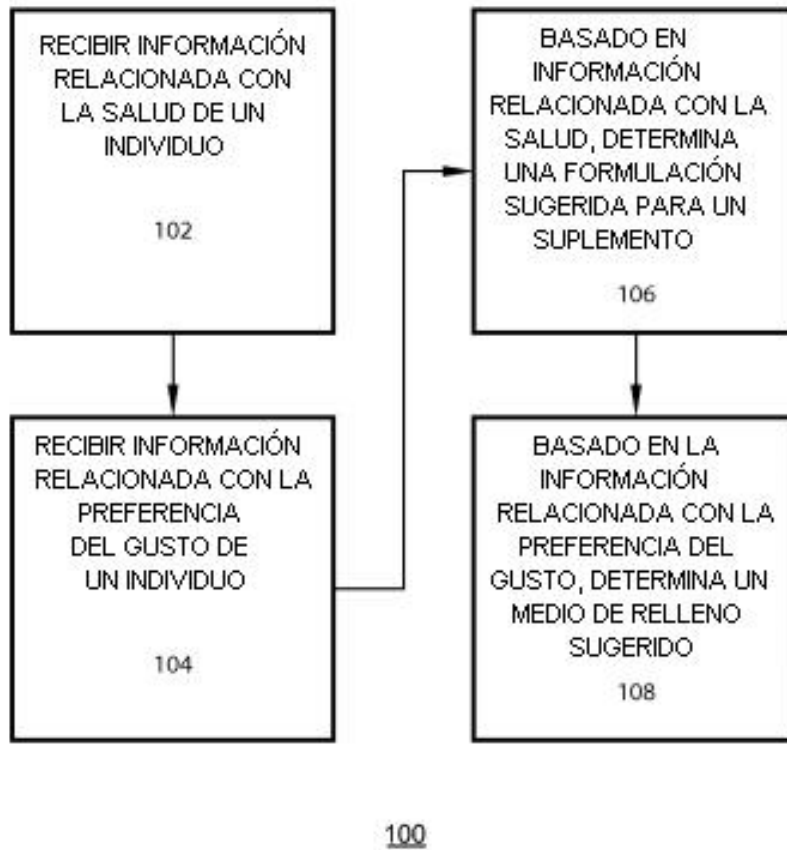 RECIBIR INFORMACIÓN
RELACIONADA CON
LA SALUD DE UN
INDIVIDUO
102
RECIBIR INFORMACIÓN
RELACIONADA CON LA
PREFERENCIA
DEL GUSTO DE
UN INDIVIDUO
104
BASADO EN
INFORMACIÓN
RELACIONADA CON LA
SALUD, DETERMINA
UNA FORMULACIÓN
SUGERIDA PARA UN
SUPLEMENTO
106
BASADO EN LA
INFORMACIÓN
RELACIONADA CON LA
PREFERENCIA DEL
GUSTO, DETERMINA UN
MEDIO DE RELLENO
SUGERIDO
108
100